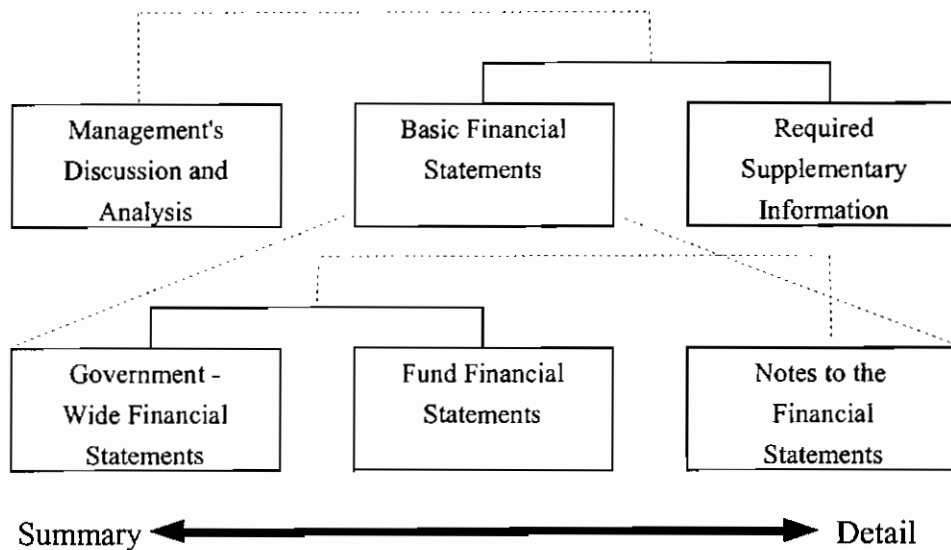 Management's
Discussion and
Analysis
Basic Financial
Statements
Required
Supplementary
Information
Government -
Wide Financial
Statements
Fund Financial
Statements
Notes to the
Financial
Statements
Summary
Detail